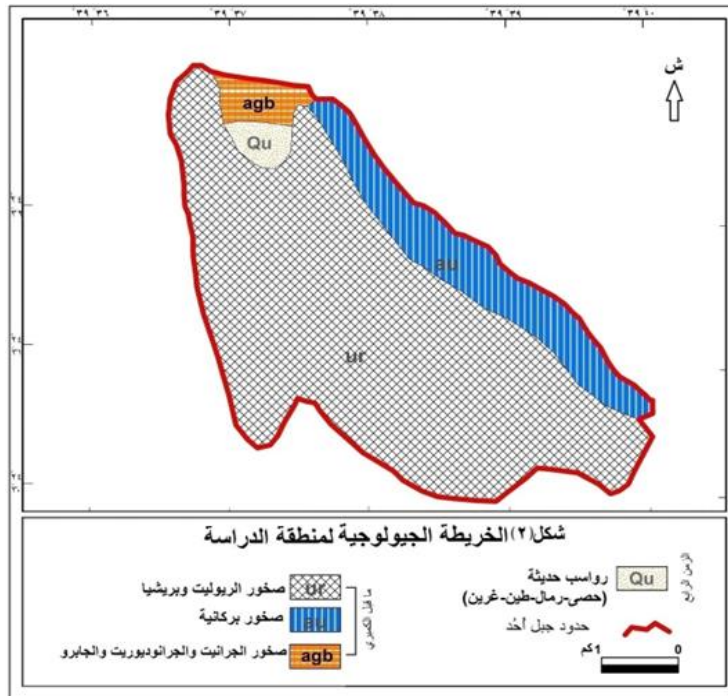 ٣٦ْ ٣٩ ٣٧ْ ٣٩ ٣٨ْ ٣٩ ٣٩ْ ٣٩ ٤٠ْ ٣٩
ش
agb
Qu
au
ur
شكل(٢) الخريطة الجيولوجية لمنطقة الدراسة
الزمن الرابع
Qu رواسب حديثة
(حصى-رمال-طين-غرين)
حدود جبل أُحُد
1كم 0
ما قبل الكمبري
ur صخور الريوليت وبريشيا
au صخور بركانية
agb صخور الجرانيت والجرانوديوريت والجابرو